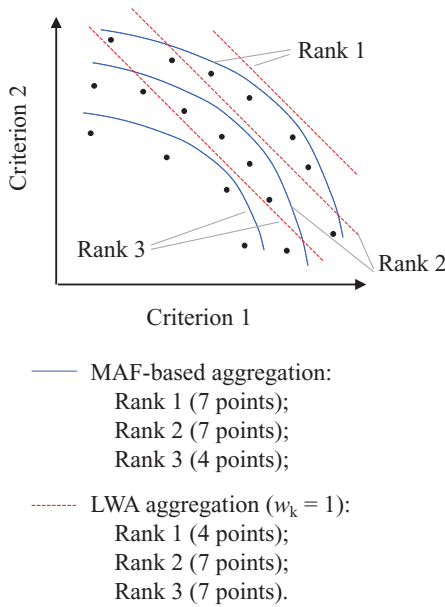 Criterion 2
Rank 1
Rank 3
Rank 2
Criterion 1
MAF-based aggregation:
Rank 1 (7 points);
Rank 2 (7 points);
Rank 3 (4 points);
LWA aggregation (wk = 1):
Rank 1 (4 points);
Rank 2 (7 points);
Rank 3 (7 points).